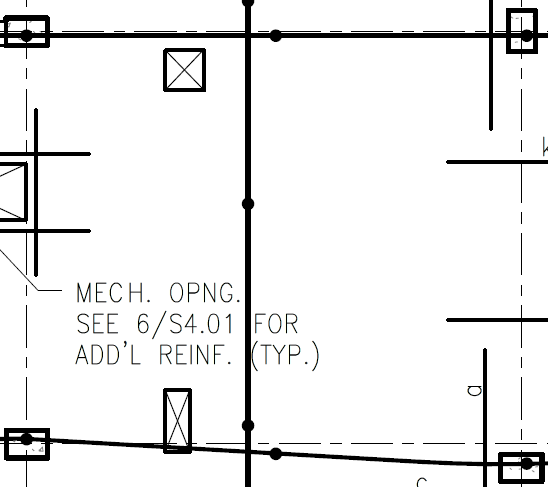 MECH. OPNG.
SEE 6/S4.01 FOR
ADD'L REINF. (TYP.)
a